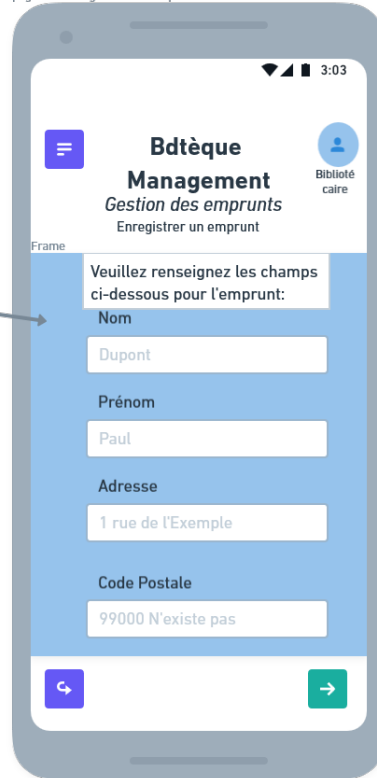 3:03
Bdtèque
Management
Gestion des emprunts
Enregistrer un emprunt
Biblioté
caire
Frame
Veuillez renseignez les champs
ci-dessous pour l'emprunt:
Nom
Dupont
Prénom
Paul
Adresse
1 rue de l'Exemple
Code Postale
99000 N'existe pas